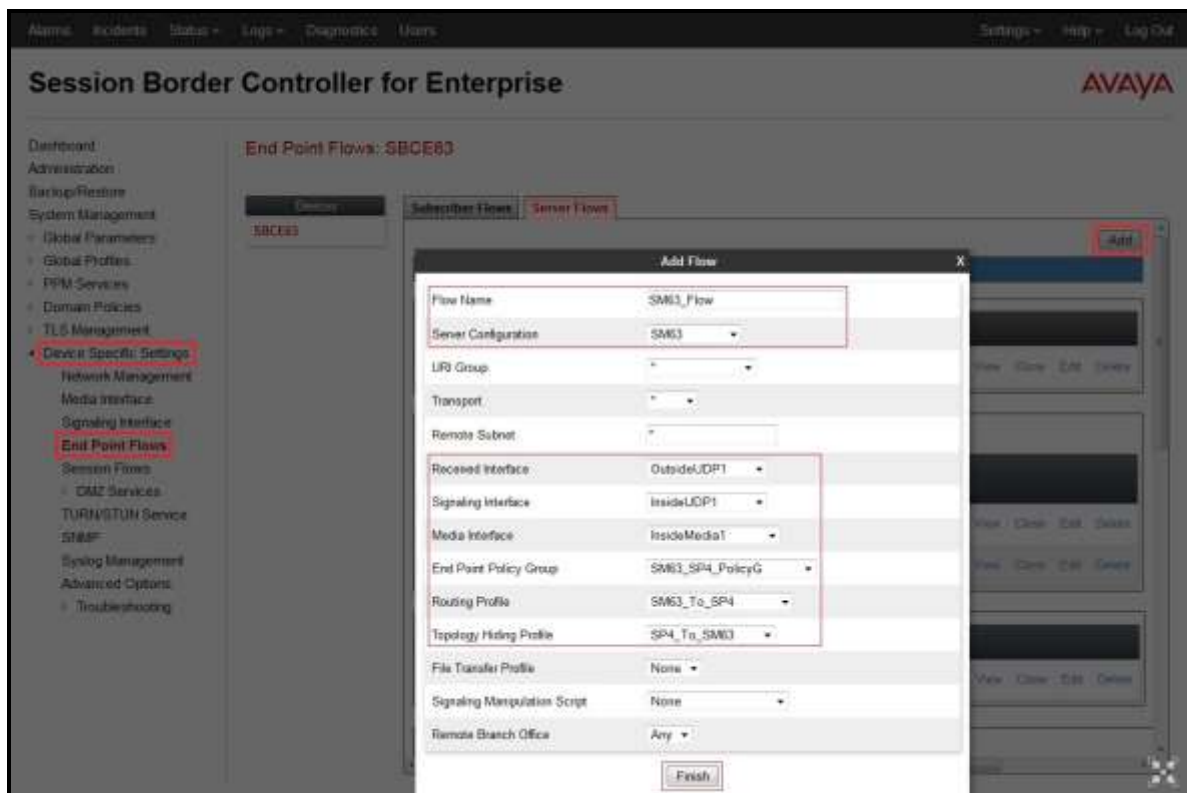 Alarms Incidents Status Logs Diagnostics Users Settings Help Log Out
Session Border Controller for Enterprise
AVAYA
Dashboard
Administration
Backup/Restore
System Management
Global Parameters
Global Profiles
PPM Services
Domain Policies
TLS Management
Device Specific Settings
Network Management
Media Interface
Signaling Interface
End Point Flows
Session Flows
DMZ Services
TURN/STUN Service
SNMP
Syslog Management
Advanced Options
Troubleshooting
End Point Flows: SBCE63
Devices
SBCE63
Subscriber Flows Server Flows
Add
Add Flow X
Flow Name SM63_Flow
Server Configuration SM63
URI Group *
Transport *
Remote Subnet *
Received Interface OutsideUDP1
Signaling Interface InsideUDP1
Media Interface InsideMedia1
End Point Policy Group SM63_SP4_PolicyG
Routing Profile SM63_To_SP4
Topology Hiding Profile SP4_To_SM63
File Transfer Profile None
Signaling Manipulation Script None
Remote Branch Office Any
Finish
View Clone Edit Delete
View Clone Edit Delete
View Clone Edit Delete
View Clone Edit Delete